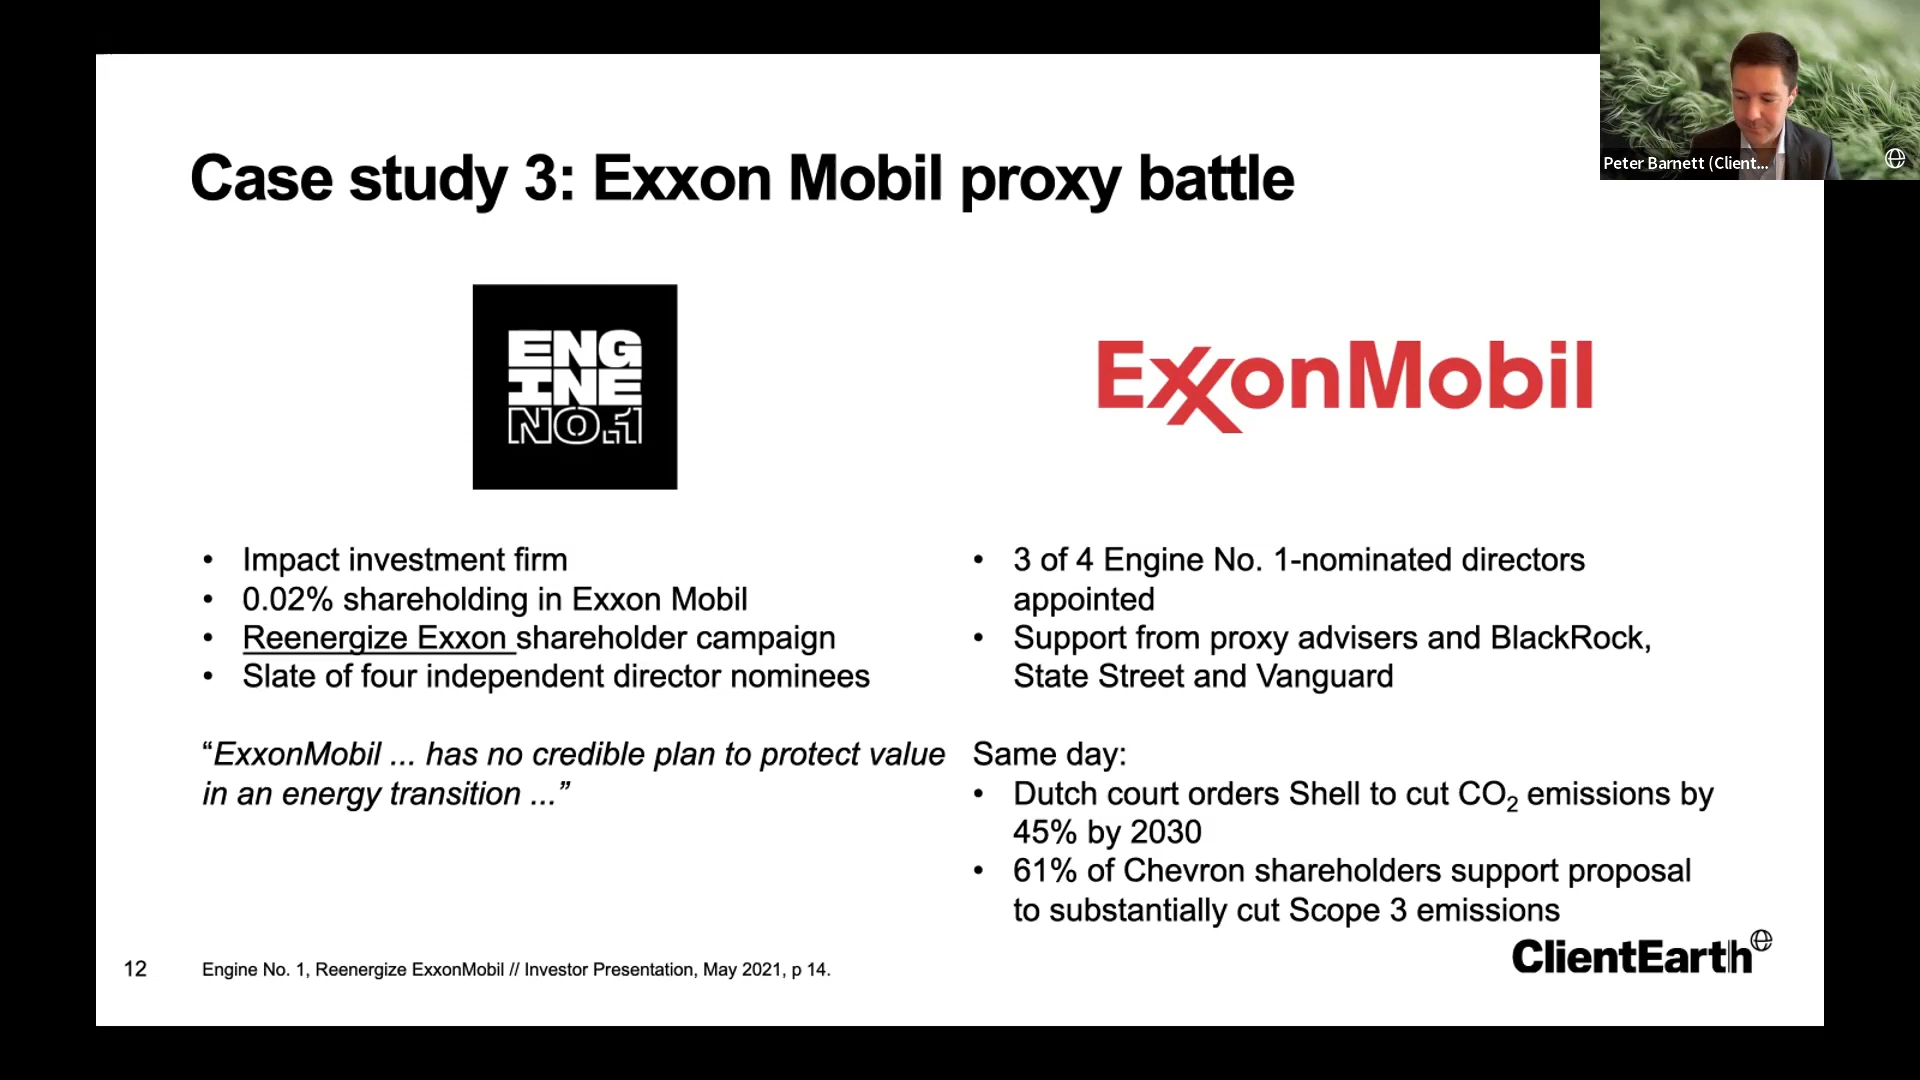 Peter Barnett (Client...
Case study 3: Exxon Mobil proxy battle
ENG
INE
NO.1
ExxonMobil
• Impact investment firm
• 0.02% shareholding in Exxon Mobil
• Reenergize Exxon shareholder campaign
• Slate of four independent director nominees
“ExxonMobil ... has no credible plan to protect value
in an energy transition ...”
• 3 of 4 Engine No. 1-nominated directors
appointed
• Support from proxy advisers and BlackRock,
State Street and Vanguard
Same day:
• Dutch court orders Shell to cut CO₂ emissions by
45% by 2030
• 61% of Chevron shareholders support proposal
to substantially cut Scope 3 emissions
ClientEarth
12
Engine No. 1, Reenergize ExxonMobil // Investor Presentation, May 2021, p 14.